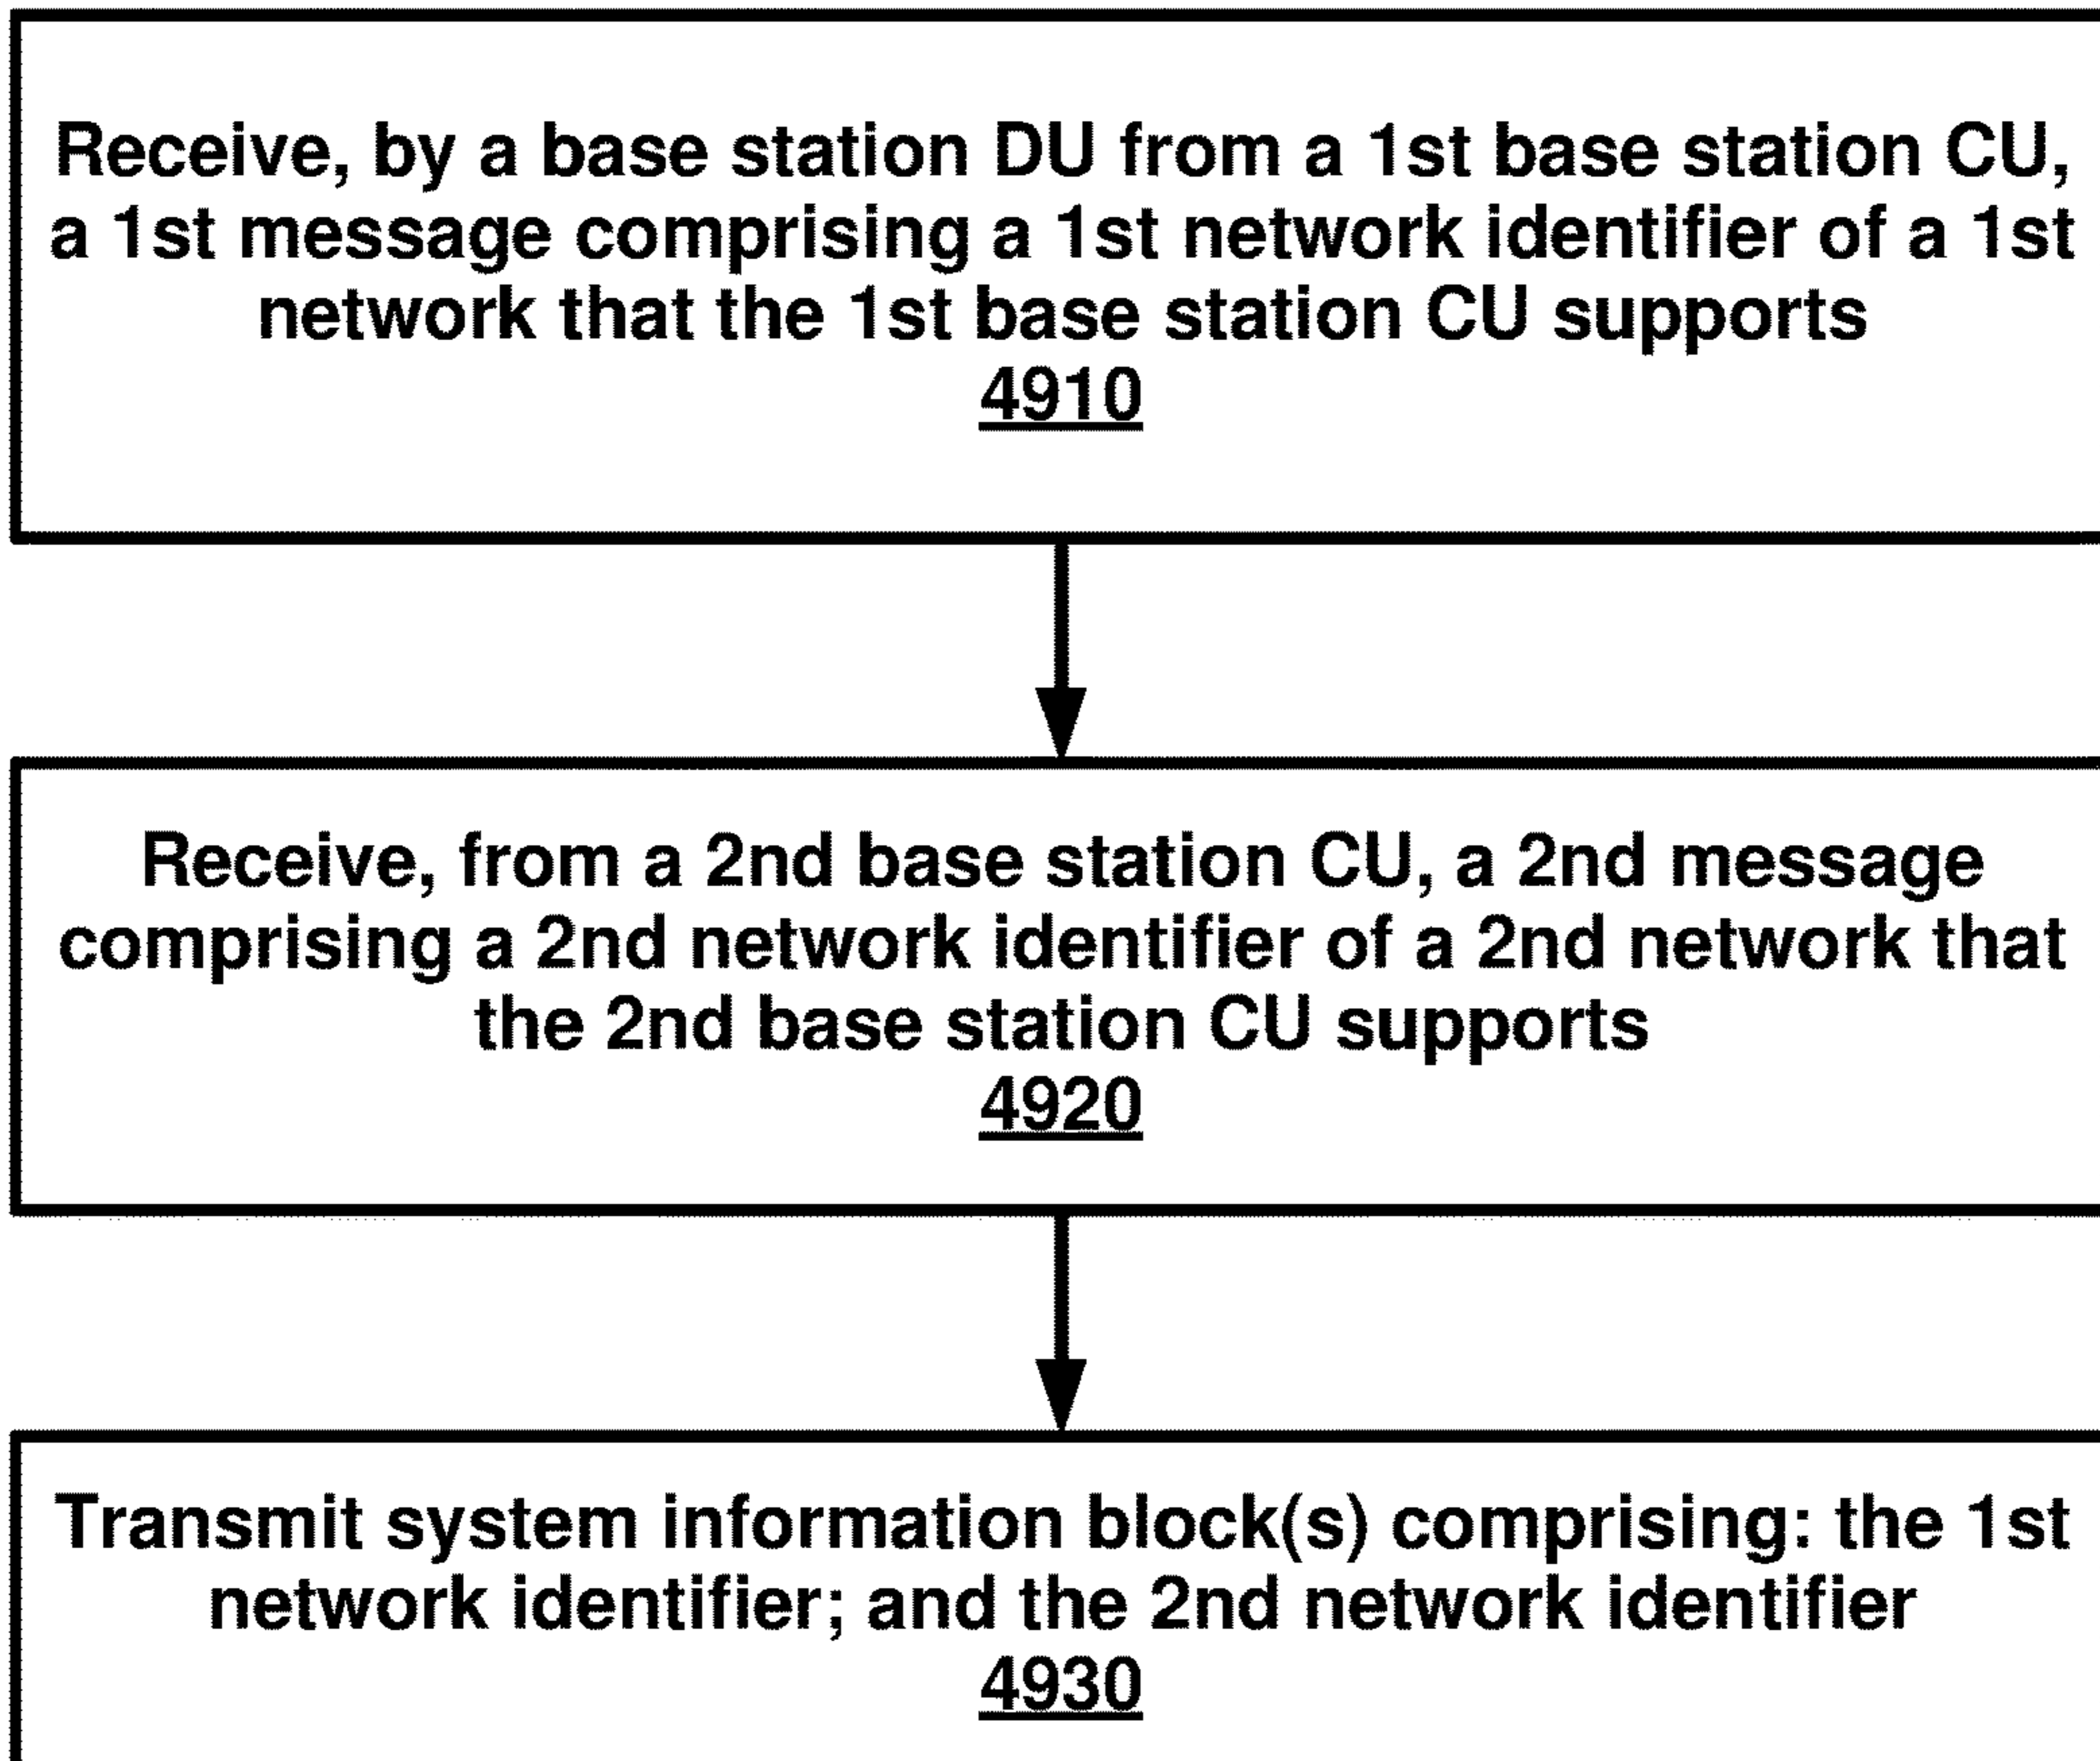 Receive, by a base station DU from a 1st base station CU,
a 1st message comprising a 1st network identifier of a 1st
network that the 1st base station CU supports
4910
Receive, from a 2nd base station CU, a 2nd message
comprising a 2nd network identifier of a 2nd network that
the 2nd base station CU supports
4920
Transmit system information block(s) comprising: the 1st
network identifier; and the 2nd network identifier
4930